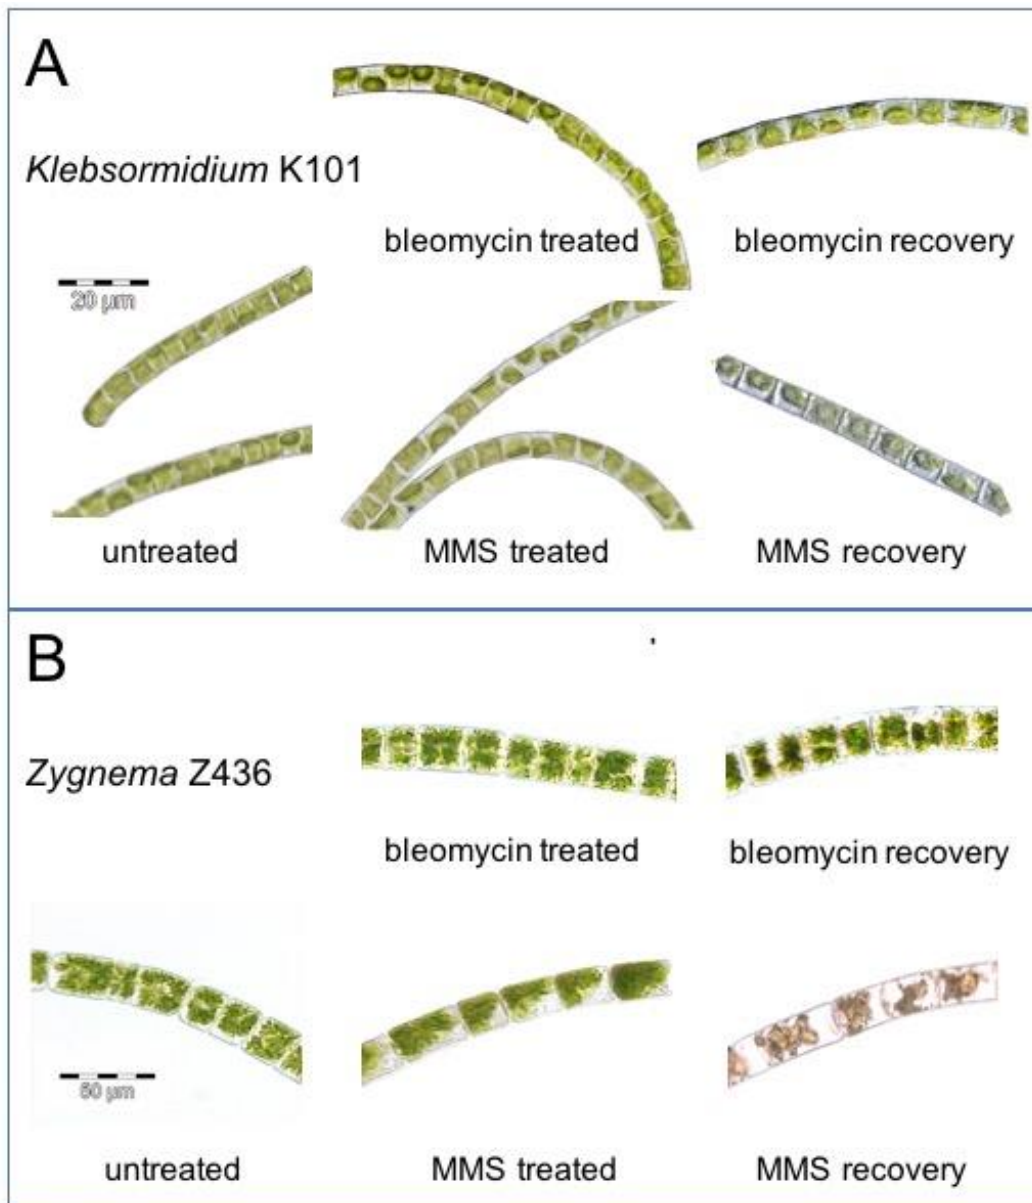 A
Klebsormidium K101
bleomycin treated
bleomycin recovery
20 µm
untreated
MMS treated
MMS recovery
B
Zygnema Z436
bleomycin treated
bleomycin recovery
50 µm
untreated
MMS treated
MMS recovery